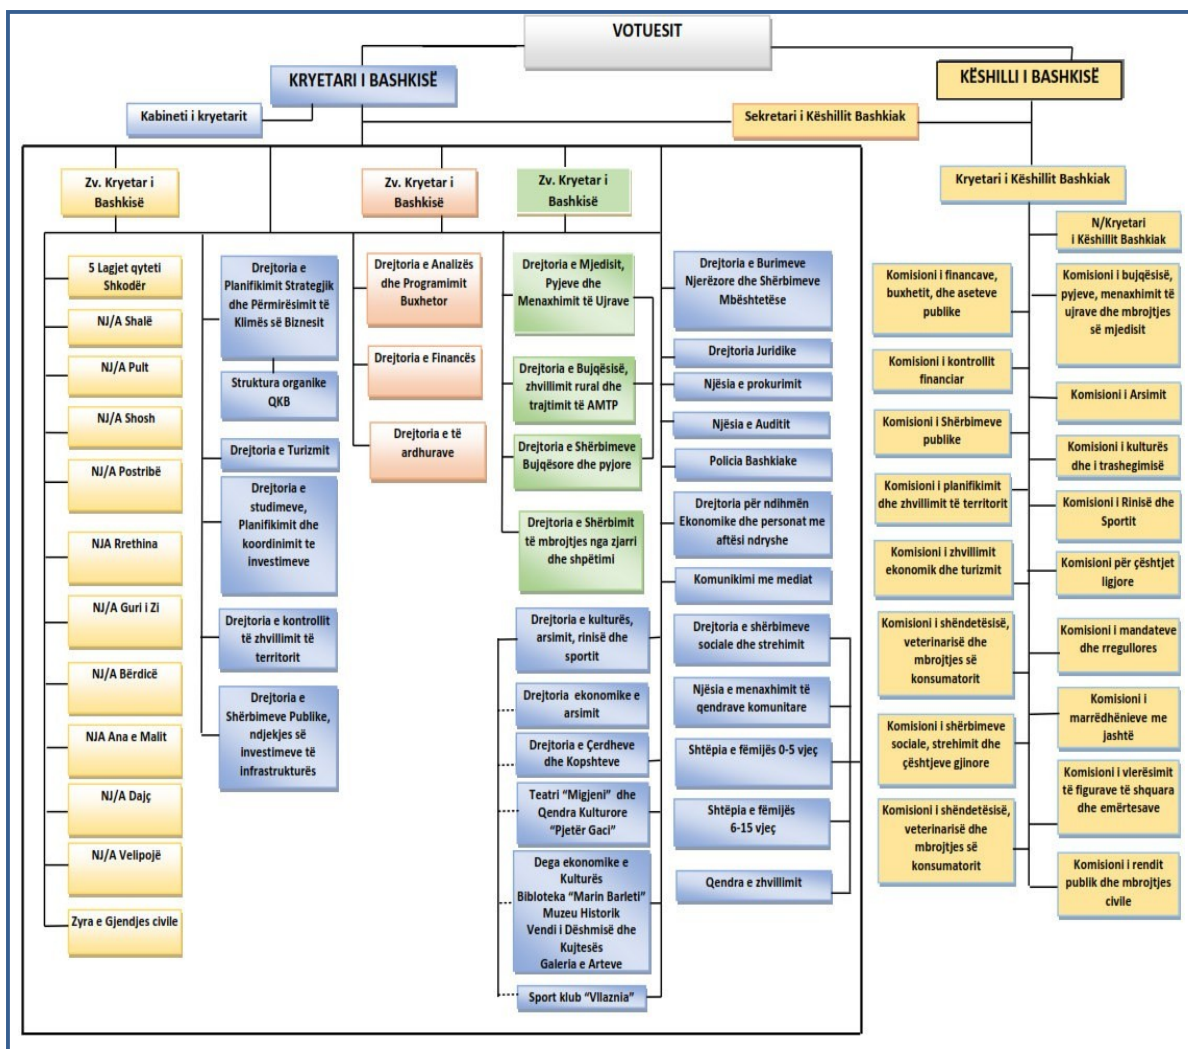 VOTUESIT
KRYETARI I BASHKISË
KËSHILLI I BASHKISË
Kabineti i kryetarit
Sekretari i Këshillit Bashkiak
Zv. Kryetar i
Bashkisë
Zv. Kryetar i
Bashkisë
Zv. Kryetar i
Bashkisë
Kryetari i Këshillit Bashkiak
5 Lagjet qyteti
Shkodër
NJ/A Shalë
NJ/A Pult
NJ/A Shosh
NJ/A Postribë
NJA Rrethina
NJ/A Guri i Zi
NJ/A Bërdicë
NJA Ana e Malit
NJ/A Dajç
NJ/A Velipojë
Zyra e Gjendjes civile
Drejtoria e
Planifikimit Strategjik
dhe Përmirësimit të
Klimës së Biznesit
Struktura organike
QKB
Drejtoria e Turizmit
Drejtoria e
studimeve,
Planifikimit dhe
koordinimit te
investimeve
Drejtoria e kontrollit
të zhvillimit të
territorit
Drejtoria e
Shërbimeve Publike,
ndjekjes së
investimeve të
infrastrukturës
Drejtoria e Analizës
dhe Programimit
Buxhetor
Drejtoria e Financës
Drejtoria e të
ardhurave
Drejtoria e Mjedisit,
Pyjeve dhe
Menaxhimit të Ujrave
Drejtoria e Bujqësisë,
zhvillimit rural dhe
trajtimit të AMTP
Drejtoria e Shërbimeve
Bujqësore dhe pyjore
Drejtoria e Shërbimit
të mbrojtjes nga zjarri
dhe shpëtimi
Drejtoria e kulturës,
arsimit, rinisë dhe
sportit
Drejtoria ekonomike e
arsimit
Drejtoria e Çerdheve
dhe Kopshteve
Teatri “Migjeni” dhe
Qendra Kulturore
“Pjetër Gaci”
Dega ekonomike e
Kulturës
Bibloteka “Marin Barleti”
Muzeu Historik
Vendi i Dëshmisë dhe
Kujtesës
Galeria e Arteve
Sport klub “Vllaznia”
Drejtoria e Burimeve
Njerëzore dhe Shërbimeve
Mbështetëse
Drejtoria Juridike
Njësia e prokurimit
Njësia e Auditit
Policia Bashkiake
Drejtoria për ndihmën
Ekonomike dhe personat me
aftësi ndryshe
Komunikimi me mediat
Drejtoria e shërbimeve
sociale dhe strehimit
Njësia e menaxhimit të
qendrave komunitare
Shtëpia e fëmijës 0-5 vjeç
Shtëpia e fëmijës
6-15 vjeç
Qendra e zhvillimit
Komisioni i financave,
buxhetit, dhe aseteve
publike
Komisioni i kontrollit
financiar
Komisioni i Shërbimeve
publike
Komisioni i planifikimit
dhe zhvillimit të territorit
Komisioni i zhvillimit
ekonomik dhe turizmit
Komisioni i shëndetësisë,
veterinarisë dhe
mbrojtjes së
konsumatorit
Komisioni i shërbimeve
sociale, strehimit dhe
çështjeve gjinore
Komisioni i shëndetësisë,
veterinarisë dhe
mbrojtjes së
konsumatorit
N/Kryetari
i Këshillit Bashkiak
Komisioni i bujqësisë,
pyjeve, menaxhimit të
ujrave dhe mbrojtjes
së mjedisit
Komisioni i Arsimit
Komisioni i kulturës
dhe i trashegimisë
Komisioni i Rinisë dhe
Sportit
Komisioni për çështjet
ligjore
Komisioni i mandateve
dhe rregullores
Komisioni i
marrëdhënieve me
jashtë
Komisioni i vlerësimit
të figurave të shquara
dhe emërtesave
Komisioni i rendit
publik dhe mbrojtjes
civile